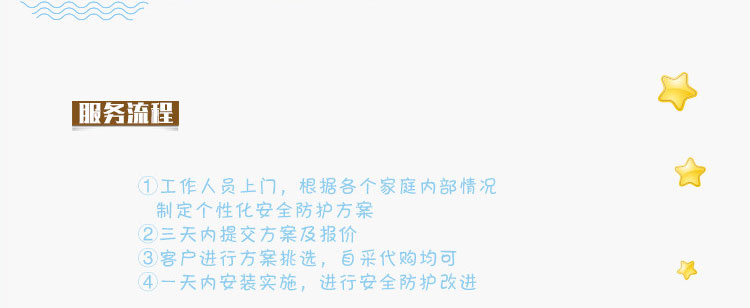 服务流程
①工作人员上门，根据各个家庭内部情况
制定个性化安全防护方案
②三天内提交方案及报价
③客户进行方案挑选，自采代购均可
④一天内安装实施，进行安全防护改进